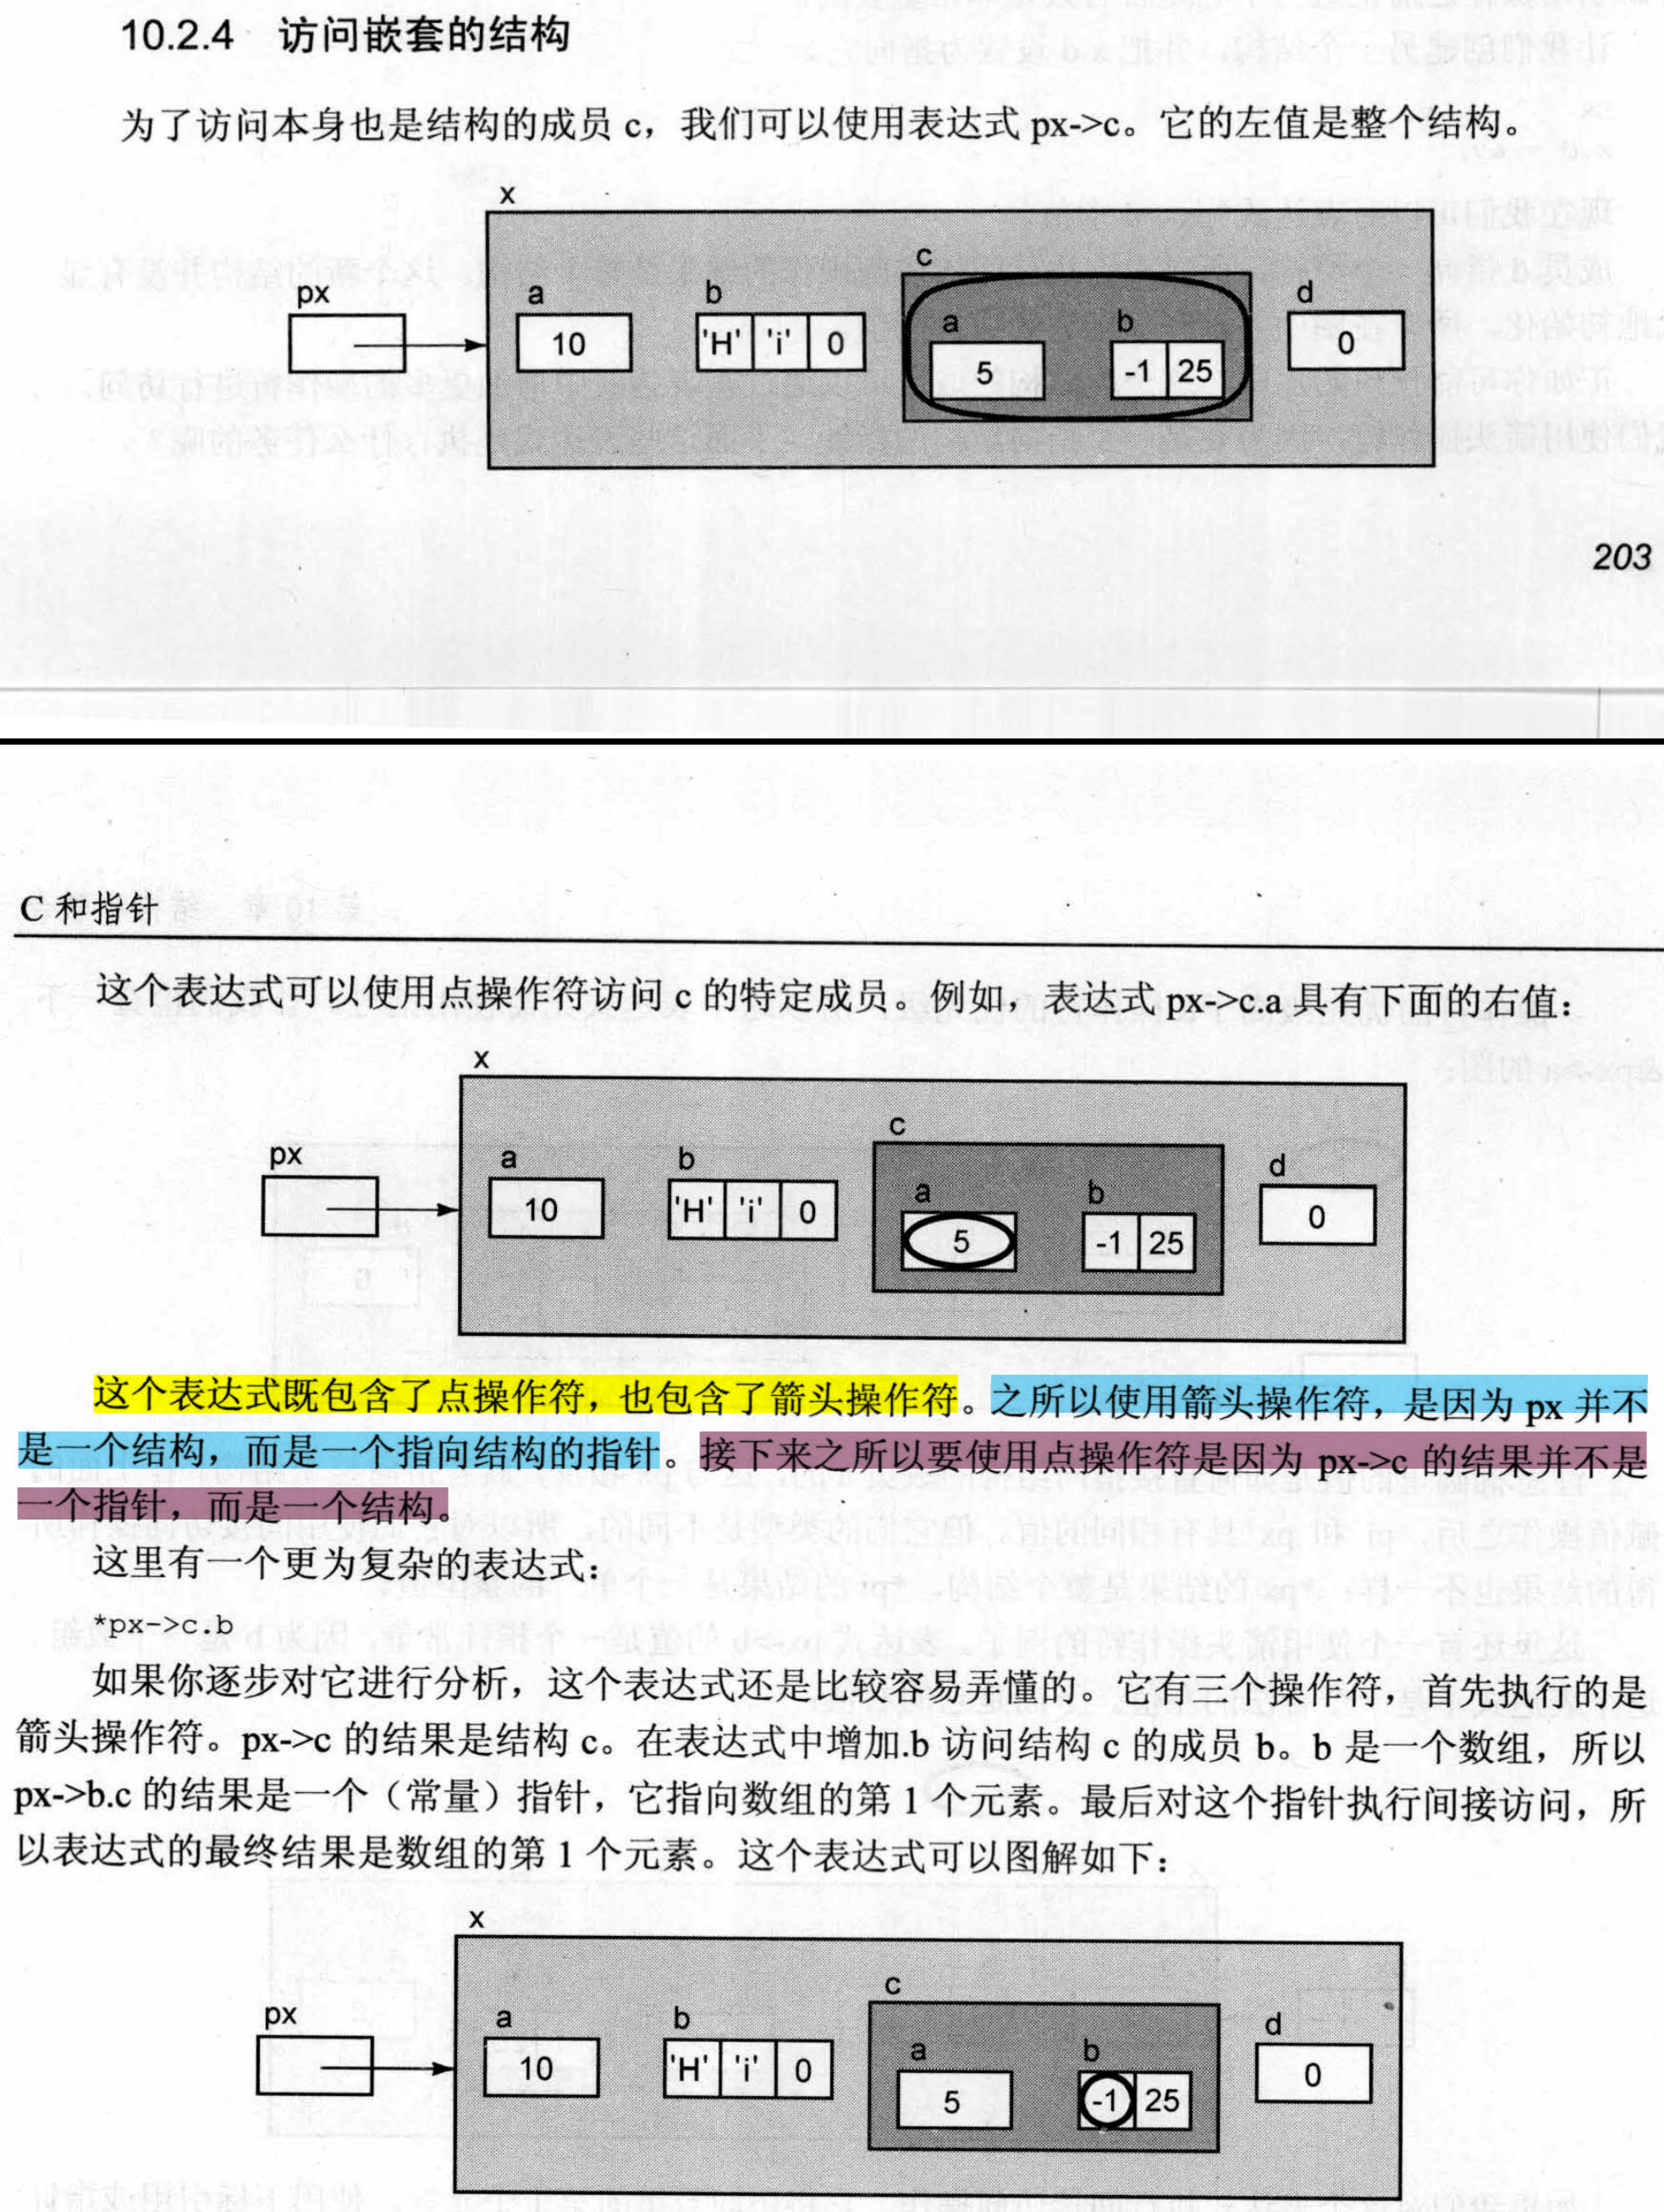 10.2.4 访问嵌套的结构
为了访问本身也是结构的成员 c，我们可以使用表达式 px->c。它的左值是整个结构。
x
c
px a b d
a b
10 'H' 'i' 0 0
5 -1 25
203
C 和指针
这个表达式可以使用点操作符访问 c 的特定成员。例如，表达式 px->c.a 具有下面的右值：
x
c
px a b d
a b
10 'H' 'i' 0 0
5 -1 25
这个表达式既包含了点操作符，也包含了箭头操作符。之所以使用箭头操作符，是因为 px 并不
是一个结构，而是一个指向结构的指针。接下来之所以要使用点操作符是因为 px->c 的结果并不是
一个指针，而是一个结构。
这里有一个更为复杂的表达式：
*px->c.b
如果你逐步对它进行分析，这个表达式还是比较容易弄懂的。它有三个操作符，首先执行的是
箭头操作符。px->c 的结果是结构 c。在表达式中增加.b 访问结构 c 的成员 b。b 是一个数组，所以
px->b.c 的结果是一个（常量）指针，它指向数组的第 1 个元素。最后对这个指针执行间接访问，所
以表达式的最终结果是数组的第 1 个元素。这个表达式可以图解如下：
x
c
px a b d
a b
10 'H' 'i' 0 0
5 -1 25